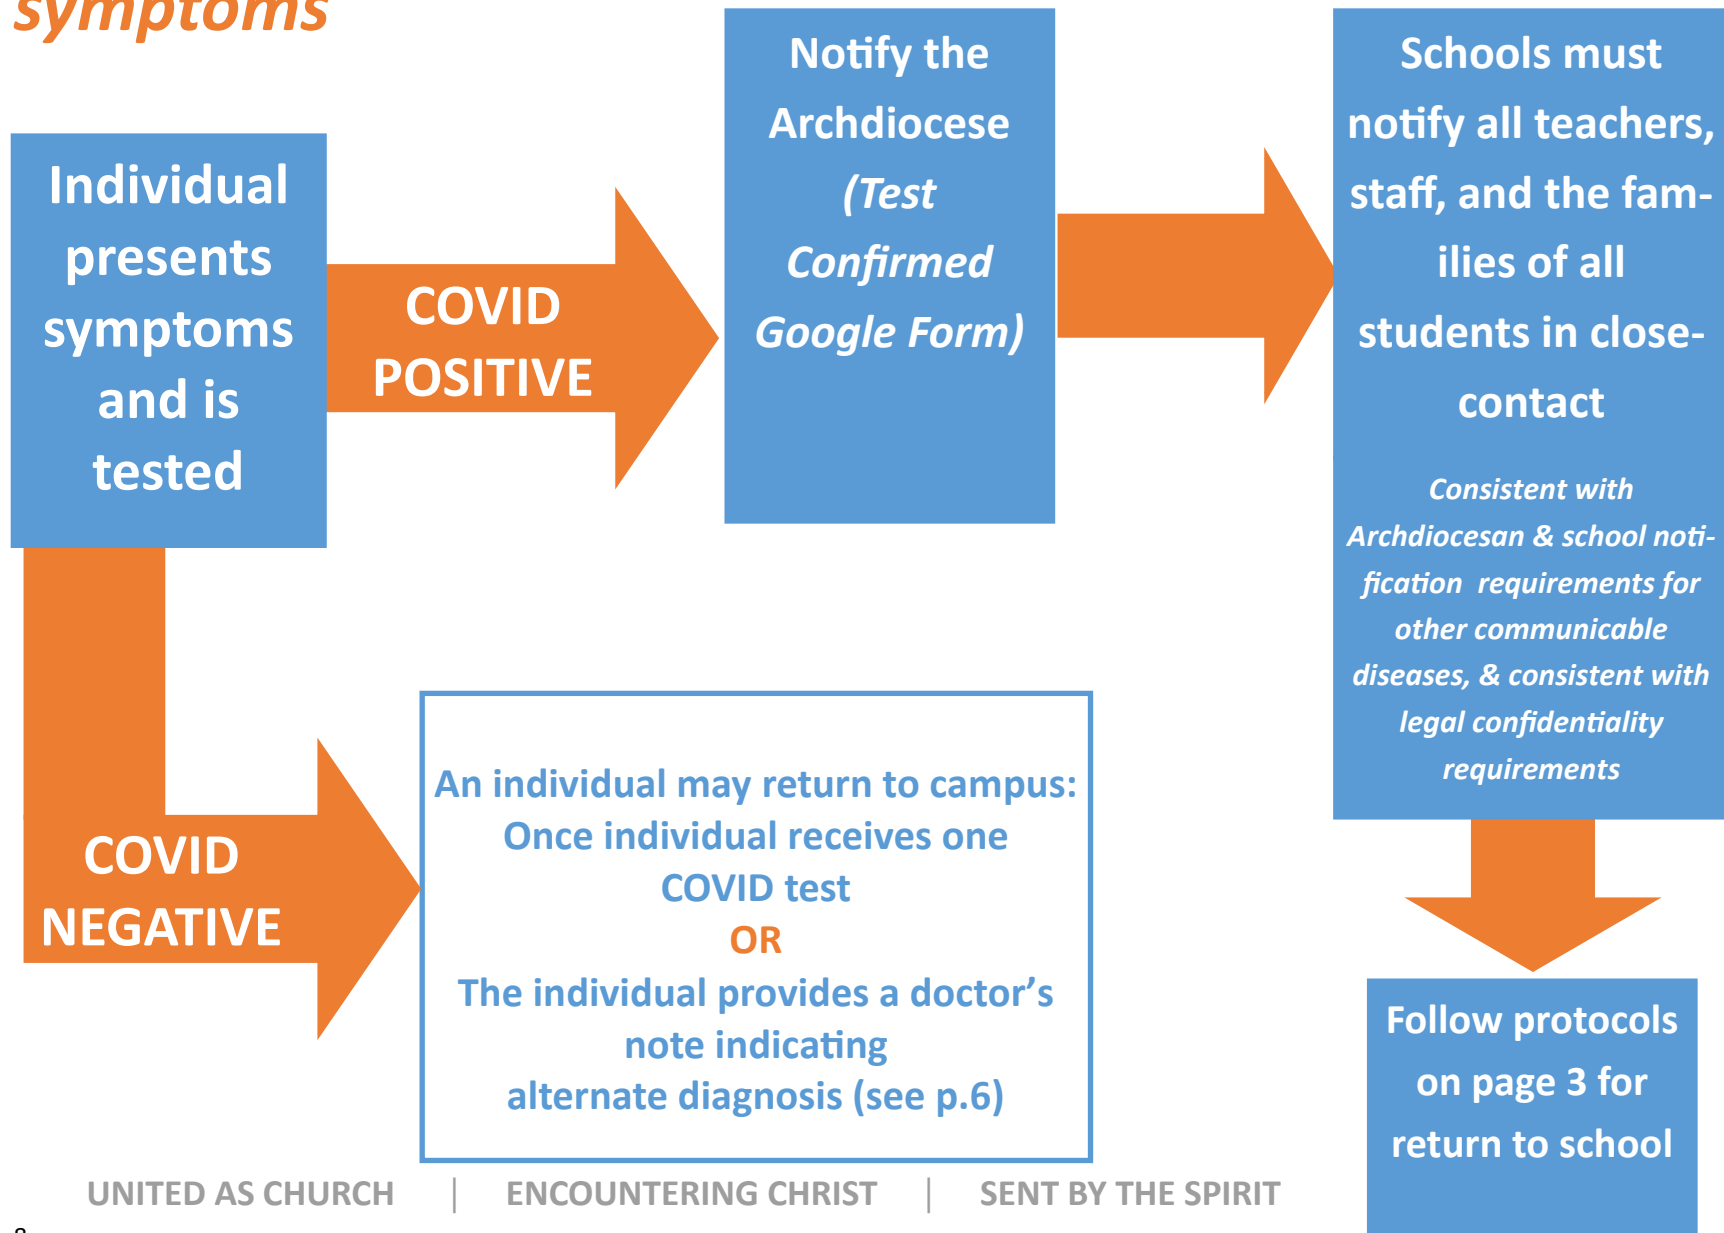 symptoms
Individual
presents
symptoms
and is
tested
COVID
POSITIVE
Notify the
Archdiocese
(Test
Confirmed
Google Form)
Schools must
notify all teachers,
staff, and the fam-
ilies of all
students in close-
contact
Consistent with
Archdiocesan & school noti-
fication requirements for
other communicable
diseases, & consistent with
legal confidentiality
requirements
COVID
NEGATIVE
An individual may return to campus:
Once individual receives one
COVID test
OR
The individual provides a doctor’s
note indicating
alternate diagnosis (see p.6)
Follow protocols
on page 3 for
return to school
UNITED AS CHURCH | ENCOUNTERING CHRIST | SENT BY THE SPIRIT